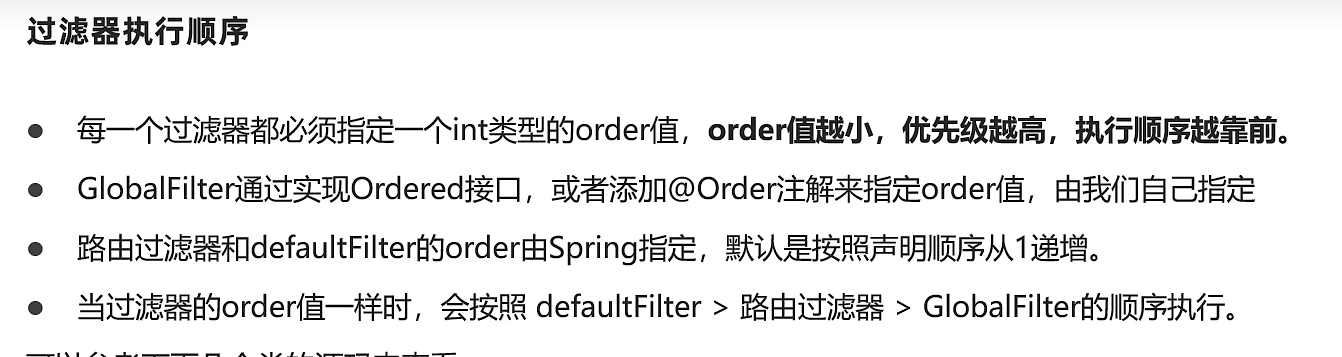 过滤器执行顺序
● 每一个过滤器都必须指定一个int类型的order值，order值越小，优先级越高，执行顺序越靠前。
● GlobalFilter通过实现Ordered接口，或者添加@Order注解来指定order值，由我们自己指定
● 路由过滤器和defaultFilter的order由Spring指定，默认是按照声明顺序从1递增。
● 当过滤器的order值一样时，会按照 defaultFilter > 路由过滤器 > GlobalFilter的顺序执行。